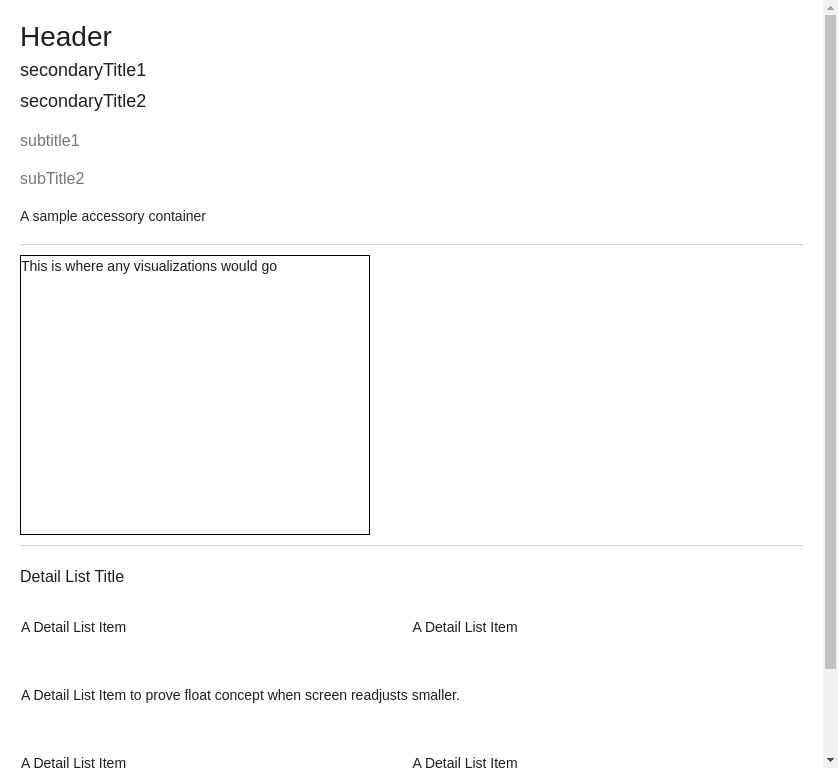 Header
secondaryTitle1
secondaryTitle2
subtitle1
subTitle2
A sample accessory container
This is where any visualizations would go
Detail List Title
A Detail List Item
A Detail List Item
A Detail List Item to prove float concept when screen readjusts smaller.
A Detail List Item
A Detail List Item